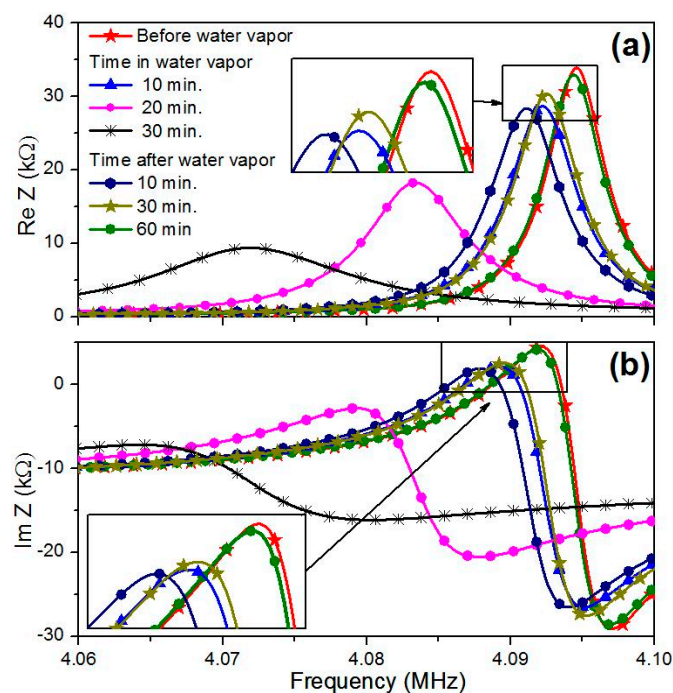 40
30
20
10
0
Re Z (kΩ)
(a)
Before water vapor
Time in water vapor
10 min.
20 min.
30 min.
Time after water vapor
10 min.
30 min.
60 min
0
-10
-20
-30
Im Z (kΩ)
(b)
4.06 4.07 4.08 4.09 4.10
Frequency (MHz)